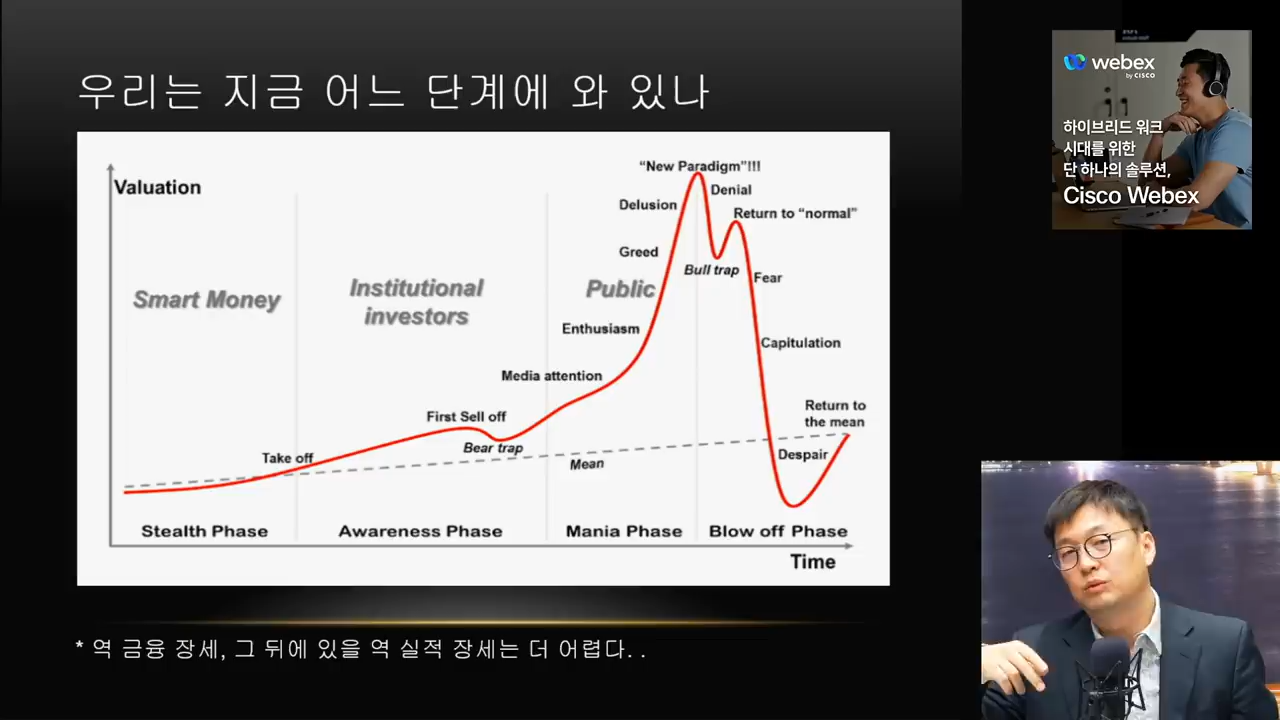 우리는 지금 어느 단계에 와 있나
Valuation
“New Paradigm”!!!
Denial
Delusion
Return to “normal”
Greed
Bull trap
Fear
Smart Money
Institutional
investors
Public
Enthusiasm
Capitulation
Media attention
First Sell off
Return to
the mean
Bear trap
Take off
Mean
Despair
Stealth Phase
Awareness Phase
Mania Phase
Blow off Phase
Time
* 역 금융 장세, 그 뒤에 있을 역 실적 장세는 더 어렵다. .
webex
by CISCO
하이브리드 워크
시대를 위한
단 하나의 솔루션,
Cisco Webex